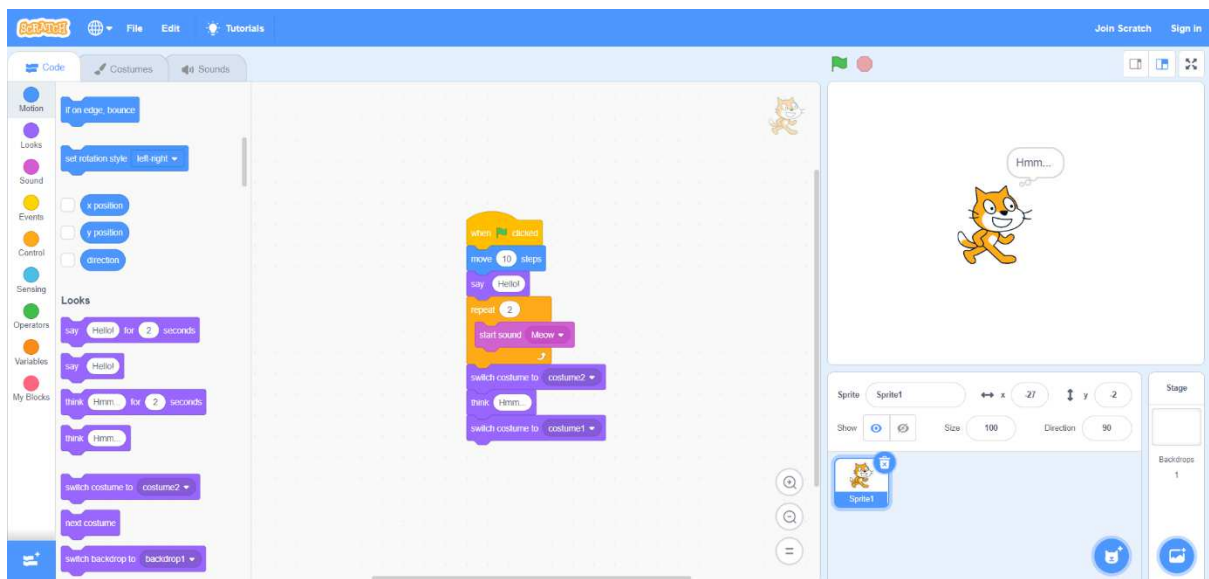 SCRATCH File Edit Tutorials Join Scratch Sign in
Code Costumes Sounds
Motion
Looks
Sound
Events
Control
Sensing
Operators
Variables
My Blocks
if on edge, bounce
set rotation style left-right
x position
y position
direction
Looks
say Hello! for 2 seconds
say Hello!
think Hmm... for 2 seconds
think Hmm...
switch costume to costume2
next costume
switch backdrop to backdrop1
when clicked
move 10 steps
say Hello!
repeat 2
start sound Meow
switch costume to costume2
think Hmm...
switch costume to costume1
Hmm...
Sprite Sprite1 x -27 y -2
Show Size 100 Direction 90
Sprite1
Stage
Backdrops
1